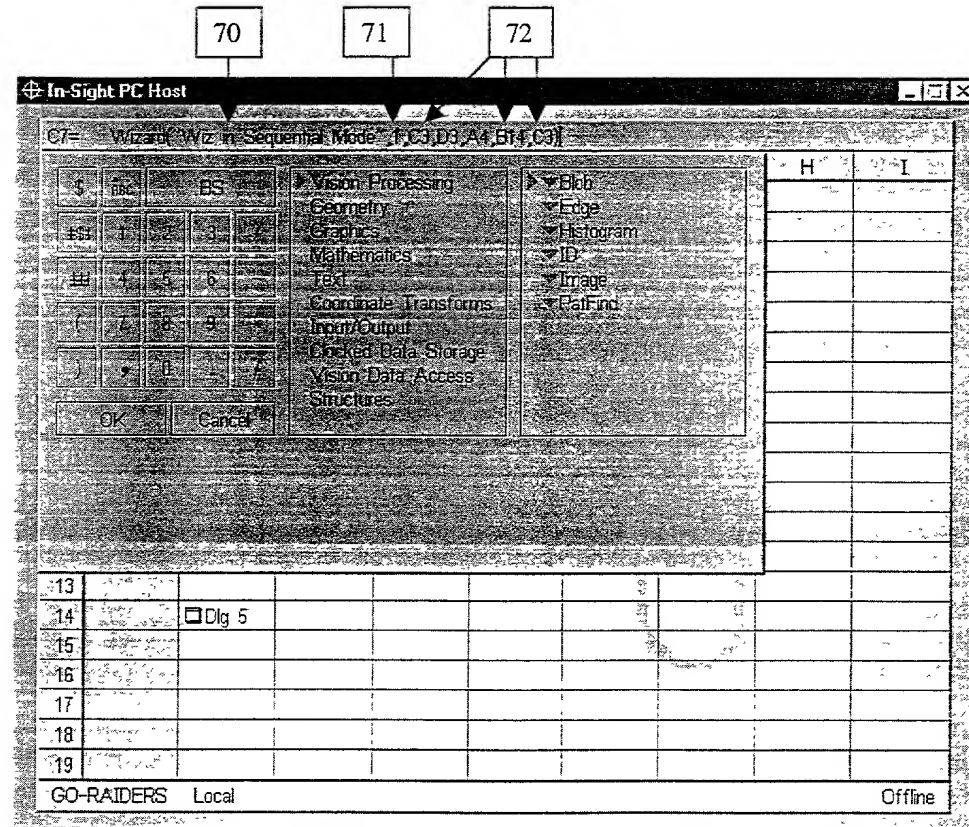 70 71 72
In-Sight PC Host
C7= Wizard("Wiz in Sequential Mode",1,C3,D3,A4,B14,C3)
H I
$ ABC BS
1 2 3
4 5 6
( 7 8 9
) 0
OK Cancel
Vision Processing
Geometry
Graphics
Mathematics
Text
Coordinate Transforms
Input/Output
Clocked Data Storage
Vision Data Access
Structures
Blob
Edge
Histogram
ID
Image
PatFind
13
14 Dlg 5
15
16
17
18
19
GO-RAIDERS Local Offline